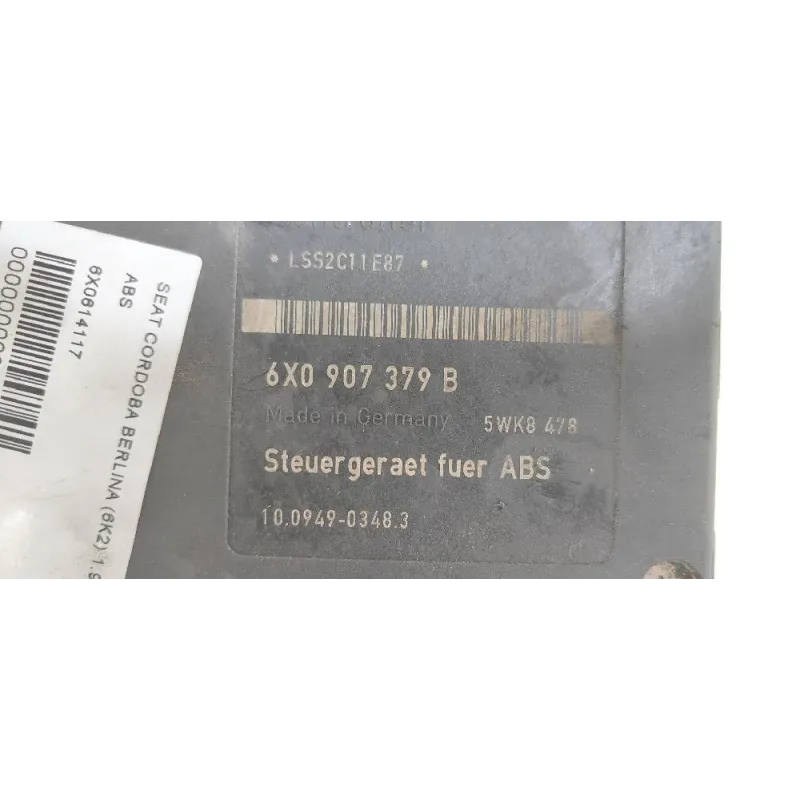 * LSS2C11E87 *
6X0 907 379 B
Made in Germany 5WK8 478
Steuergeraet fuer ABS
10.0949-0348.3
SEAT CORDOBA BERLINA (6K2) 1.9
ABS
6X0614117